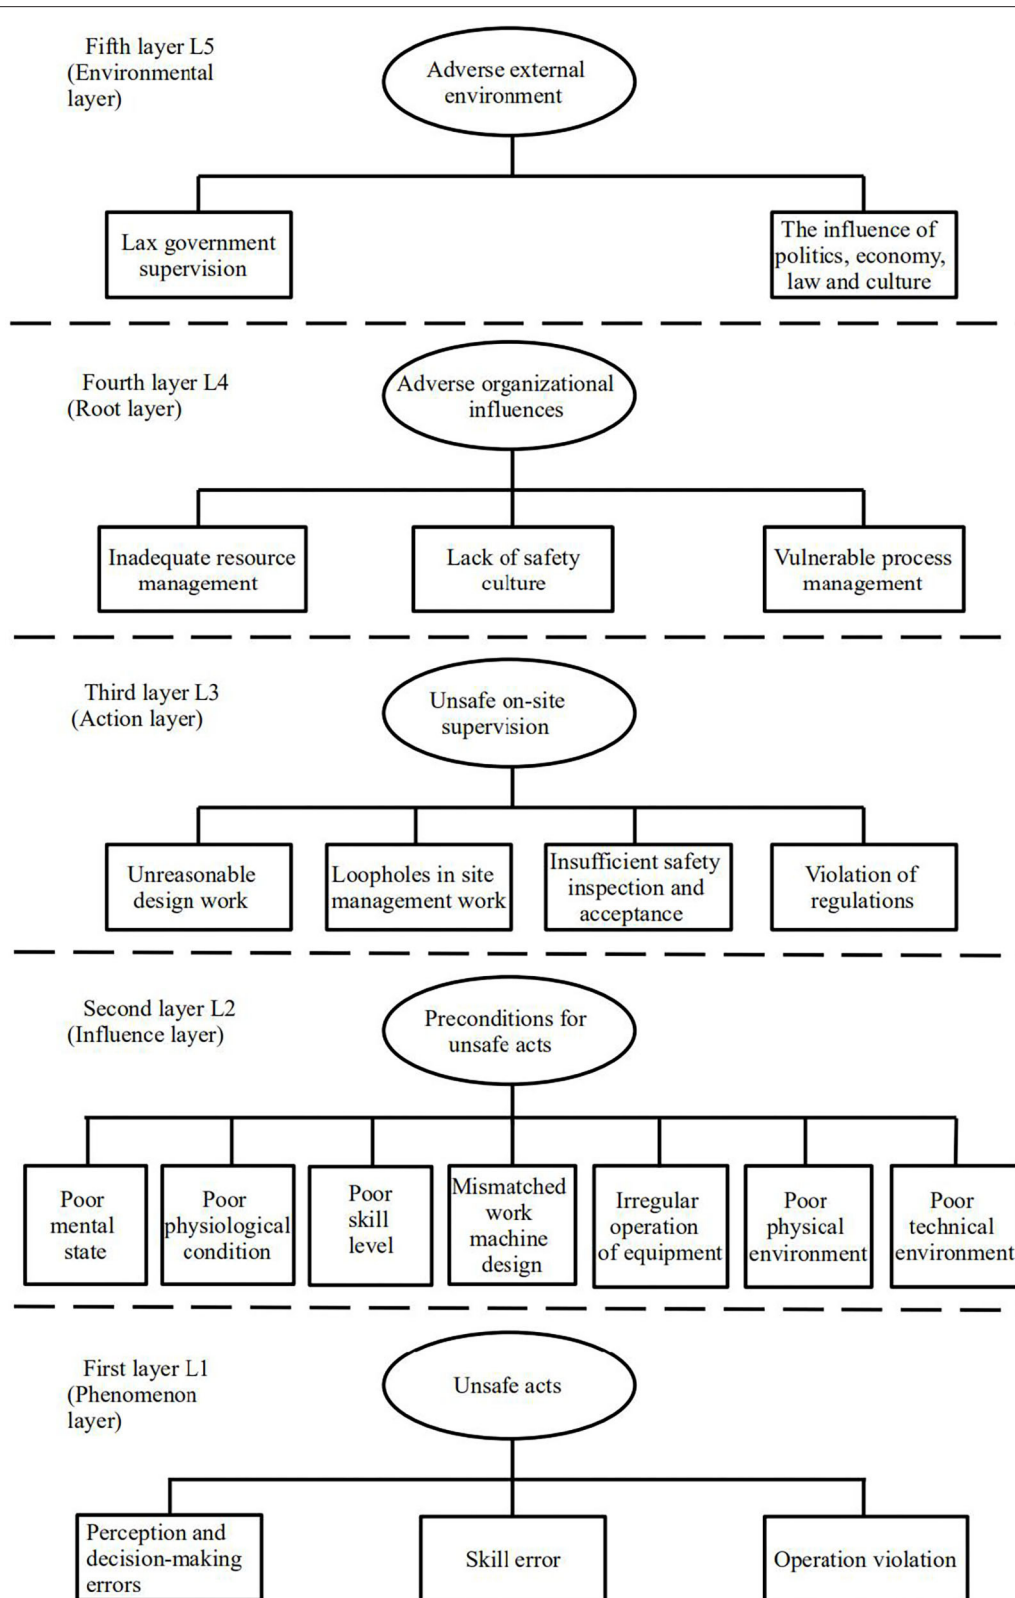 Fifth layer L5
(Environmental
layer)
Adverse external
environment
Lax government
supervision
The influence of
politics, economy,
law and culture
Fourth layer L4
(Root layer)
Adverse organizational
influences
Inadequate resource
management
Lack of safety
culture
Vulnerable process
management
Third layer L3
(Action layer)
Unsafe on-site
supervision
Unreasonable
design work
Loopholes in site
management work
Insufficient safety
inspection and
acceptance
Violation of
regulations
Second layer L2
(Influence layer)
Preconditions for
unsafe acts
Poor
mental
state
Poor
physiological
condition
Poor
skill
level
Mismatched
work
machine
design
Irregular
operation
of equipment
Poor
physical
environment
Poor
technical
environment
First layer L1
(Phenomenon
layer)
Unsafe acts
Perception and
decision-making
errors
Skill error
Operation violation